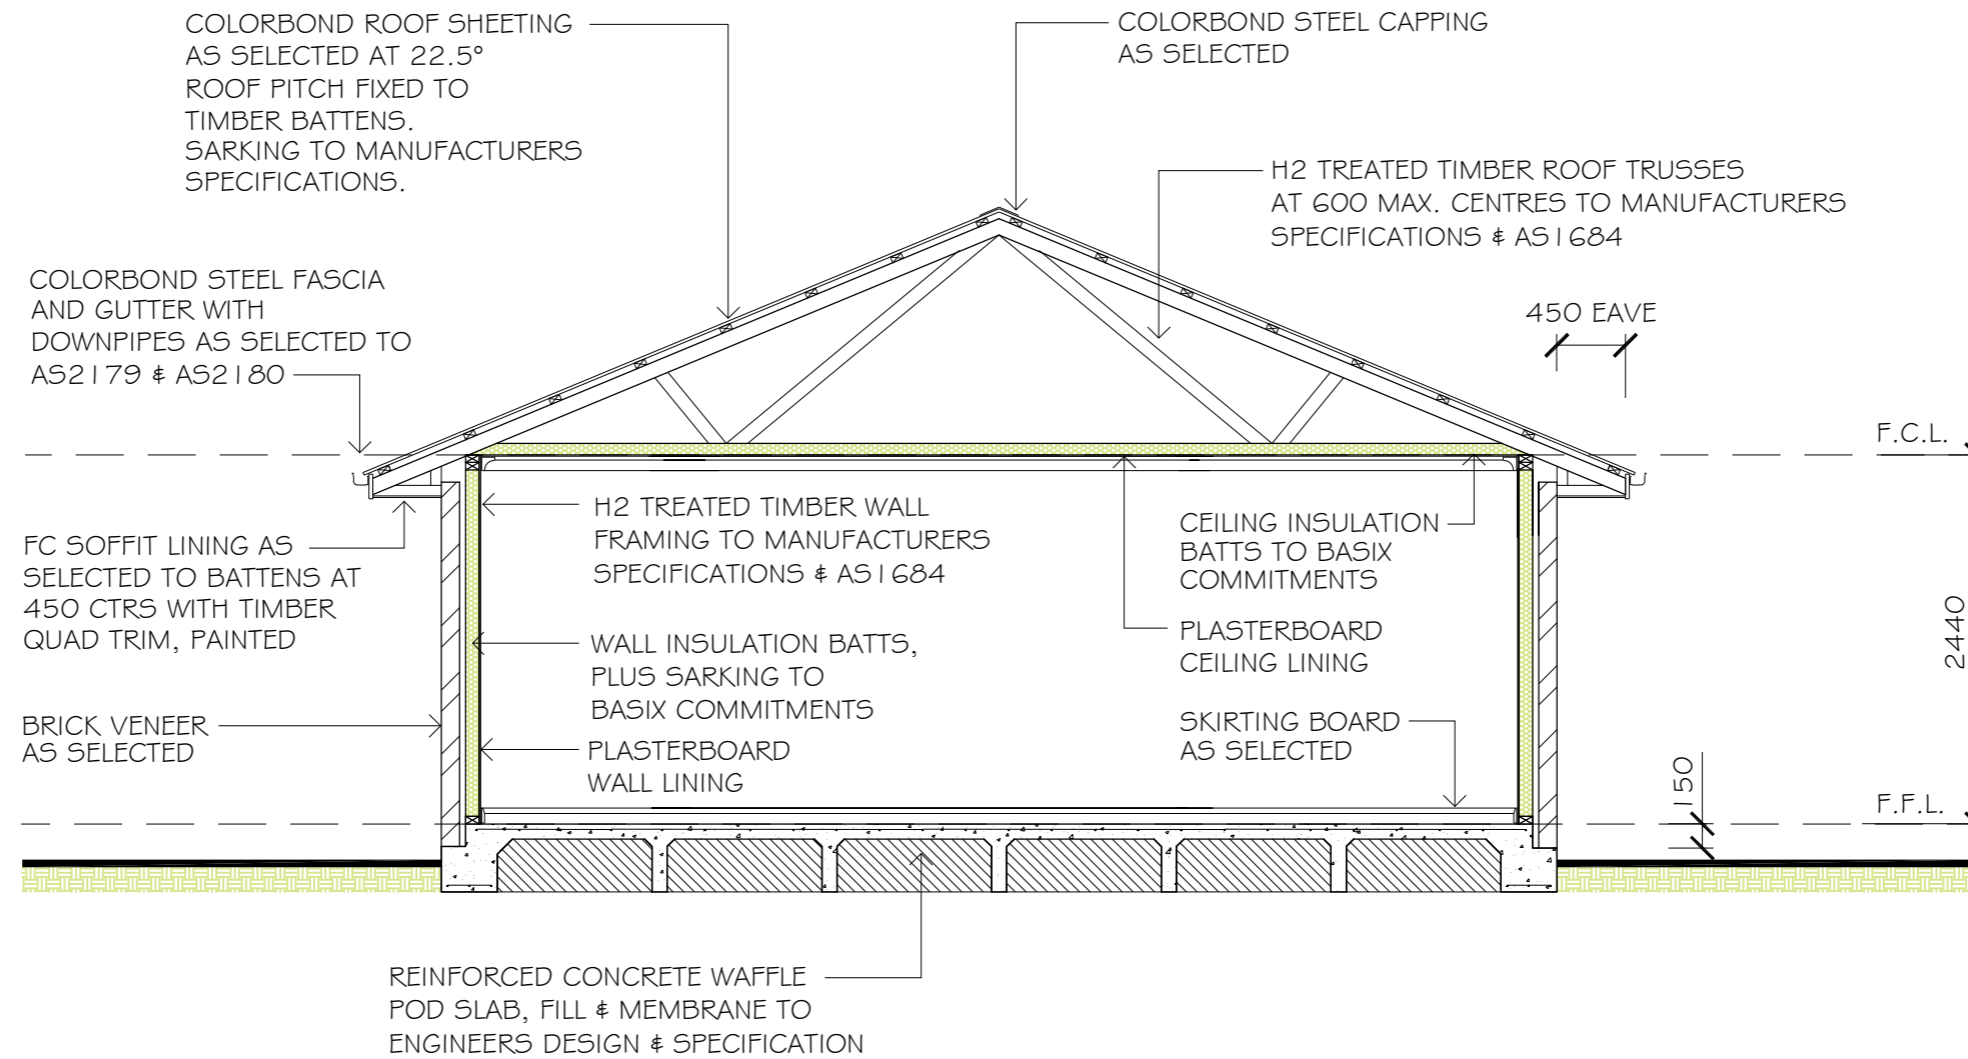 COLORBOND ROOF SHEETING
AS SELECTED AT 22.5°
ROOF PITCH FIXED TO
TIMBER BATTENS.
SARKING TO MANUFACTURERS
SPECIFICATIONS.
COLORBOND STEEL CAPPING
AS SELECTED
H2 TREATED TIMBER ROOF TRUSSES
AT 600 MAX. CENTRES TO MANUFACTURERS
SPECIFICATIONS & AS1684
COLORBOND STEEL FASCIA
AND GUTTER WITH
DOWNPIPES AS SELECTED TO
AS2179 & AS2180
450 EAVE
F.C.L.
H2 TREATED TIMBER WALL
FRAMING TO MANUFACTURERS
SPECIFICATIONS & AS1684
CEILING INSULATION
BATTS TO BASIX
COMMITMENTS
FC SOFFIT LINING AS
SELECTED TO BATTENS AT
450 CTRS WITH TIMBER
QUAD TRIM, PAINTED
WALL INSULATION BATTS,
PLUS SARKING TO
BASIX COMMITMENTS
PLASTERBOARD
CEILING LINING
2440
BRICK VENEER
AS SELECTED
PLASTERBOARD
WALL LINING
SKIRTING BOARD
AS SELECTED
150
F.F.L.
REINFORCED CONCRETE WAFFLE
POD SLAB, FILL & MEMBRANE TO
ENGINEERS DESIGN & SPECIFICATION